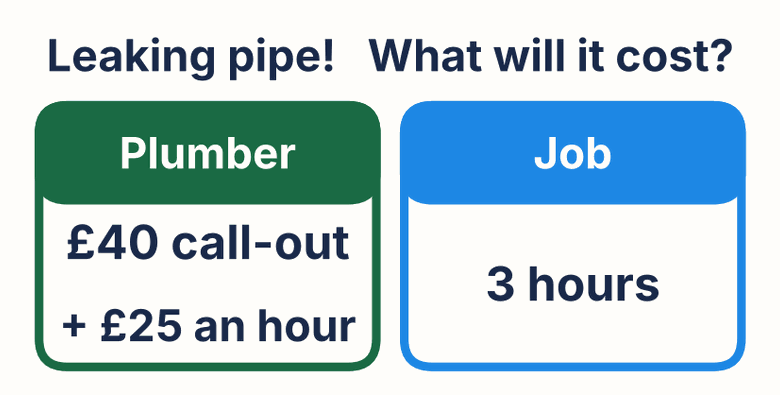 Leaking pipe! What will it cost?
Plumber
£40 call-out
+ £25 an hour
Job
3 hours